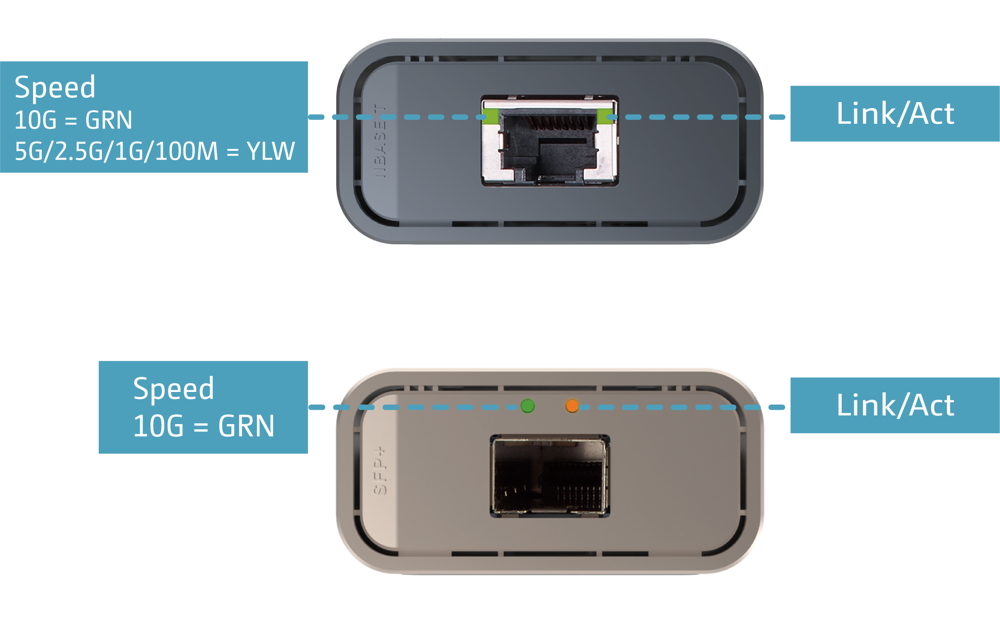 Speed
10G = GRN
5G/2.5G/1G/100M = YLW
NBASET
Link/Act
Speed
10G = GRN
SFP+
Link/Act